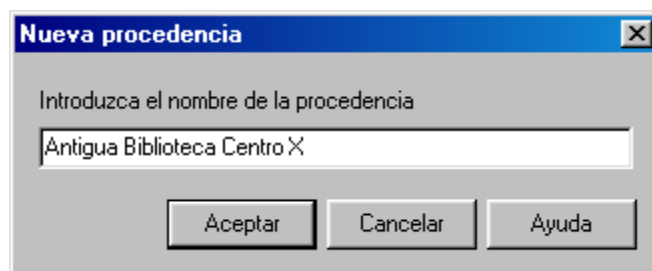 Nueva procedencia
Introduzca el nombre de la procedencia
Antigua Biblioteca Centro X
Aceptar Cancelar Ayuda